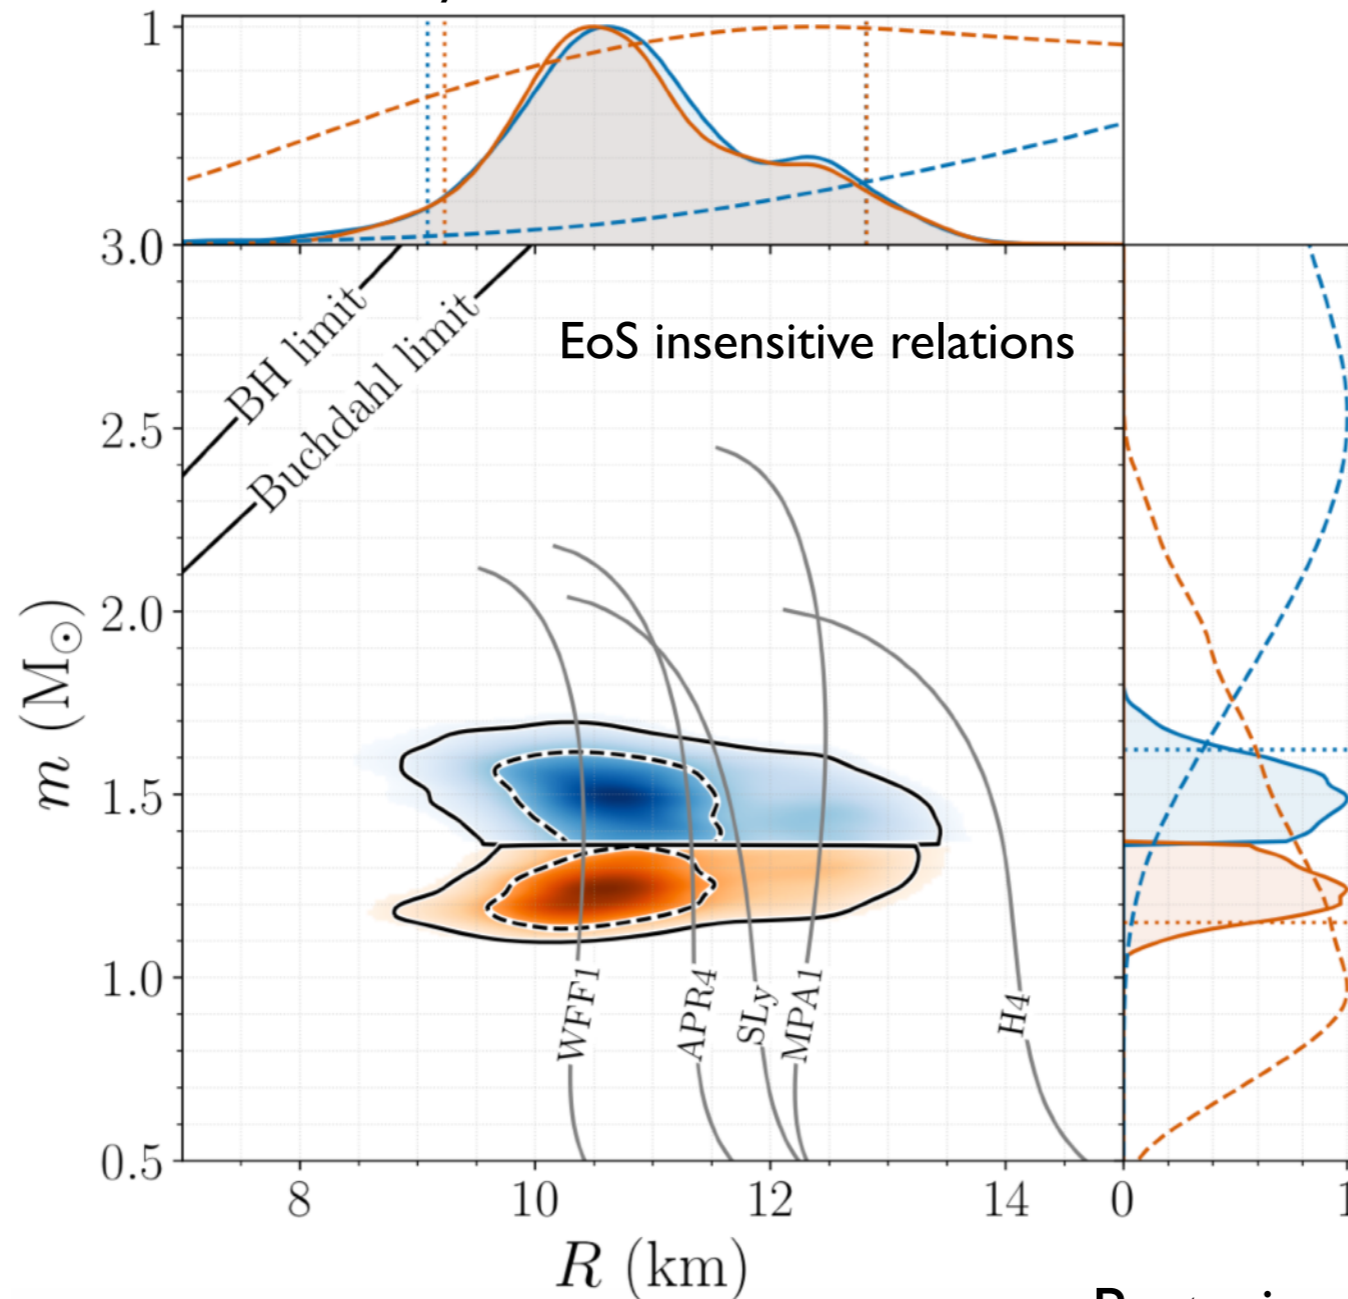 1
3.0
BH limit
Buchdahl limit
EoS insensitive relations
2.5
2.0
1.5
1.0
0.5
m (M⊙)
WFF1
APR4
SLy
MPA1
H4
8 10 12 14 0 1
R (km)